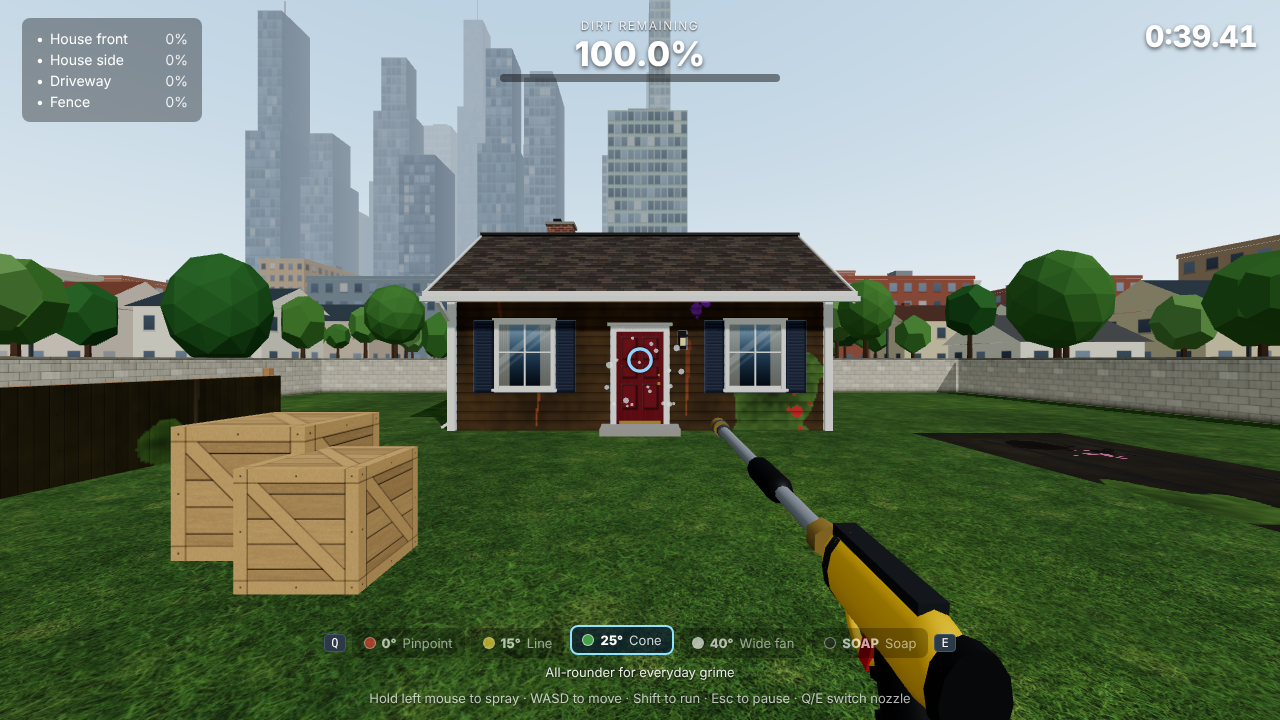 House front 0%
House side 0%
Driveway 0%
Fence 0%
DIRT REMAINING
100.0%
0:39.41
Q 0° Pinpoint 15° Line 25° Cone 40° Wide fan SOAP Soap E
All-rounder for everyday grime
Hold left mouse to spray · WASD to move · Shift to run · Esc to pause · Q/E switch nozzle